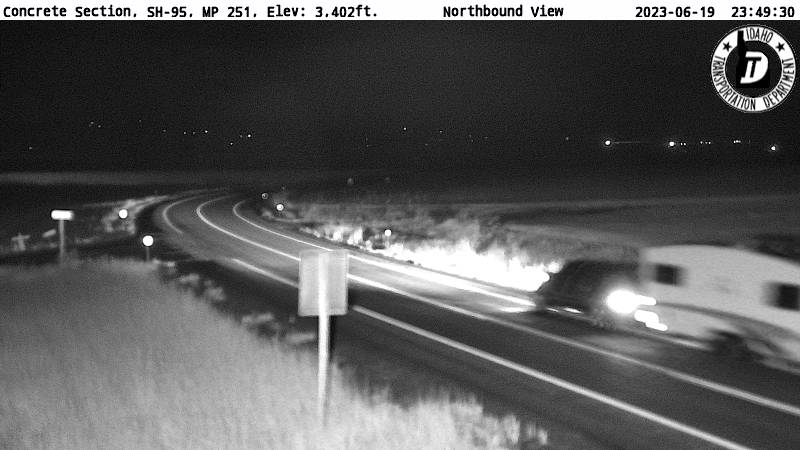 Concrete Section, SH-95, MP 251, Elev: 3,402ft. Northbound View 2023-06-19 23:49:30
IDAHO
TRANSPORTATION DEPARTMENT